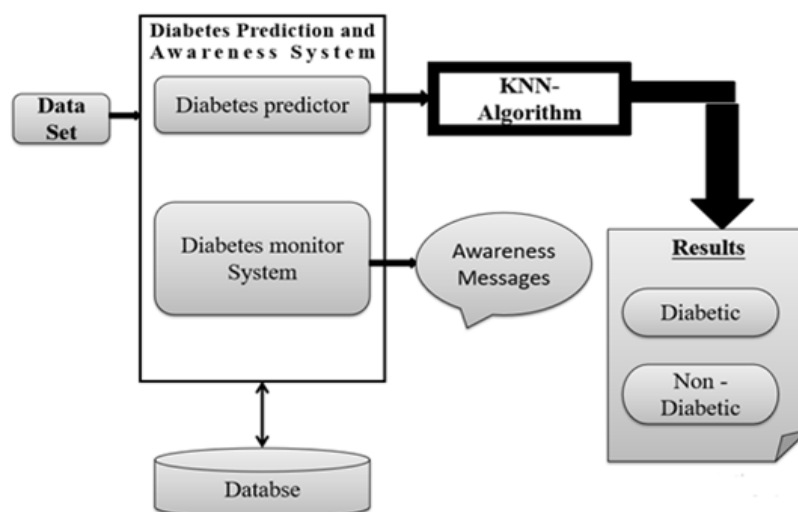 Diabetes Prediction and
Awareness System
Data
Set
Diabetes predictor
KNN-
Algorithm
Diabetes monitor
System
Awareness
Messages
Results
Diabetic
Non -
Diabetic
Databse